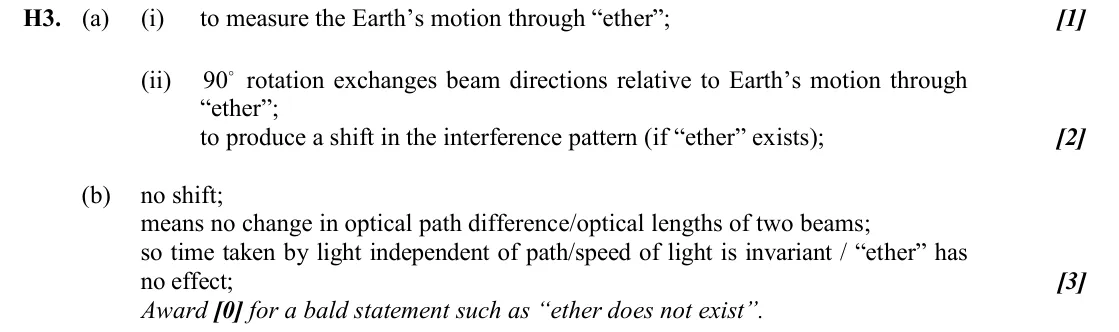 H3. (a) (i) to measure the Earth’s motion through “ether”; [1]
(ii) 90° rotation exchanges beam directions relative to Earth’s motion through
“ether”;
to produce a shift in the interference pattern (if “ether” exists); [2]
(b) no shift;
means no change in optical path difference/optical lengths of two beams;
so time taken by light independent of path/speed of light is invariant / “ether” has
no effect; [3]
Award [0] for a bald statement such as “ether does not exist”.